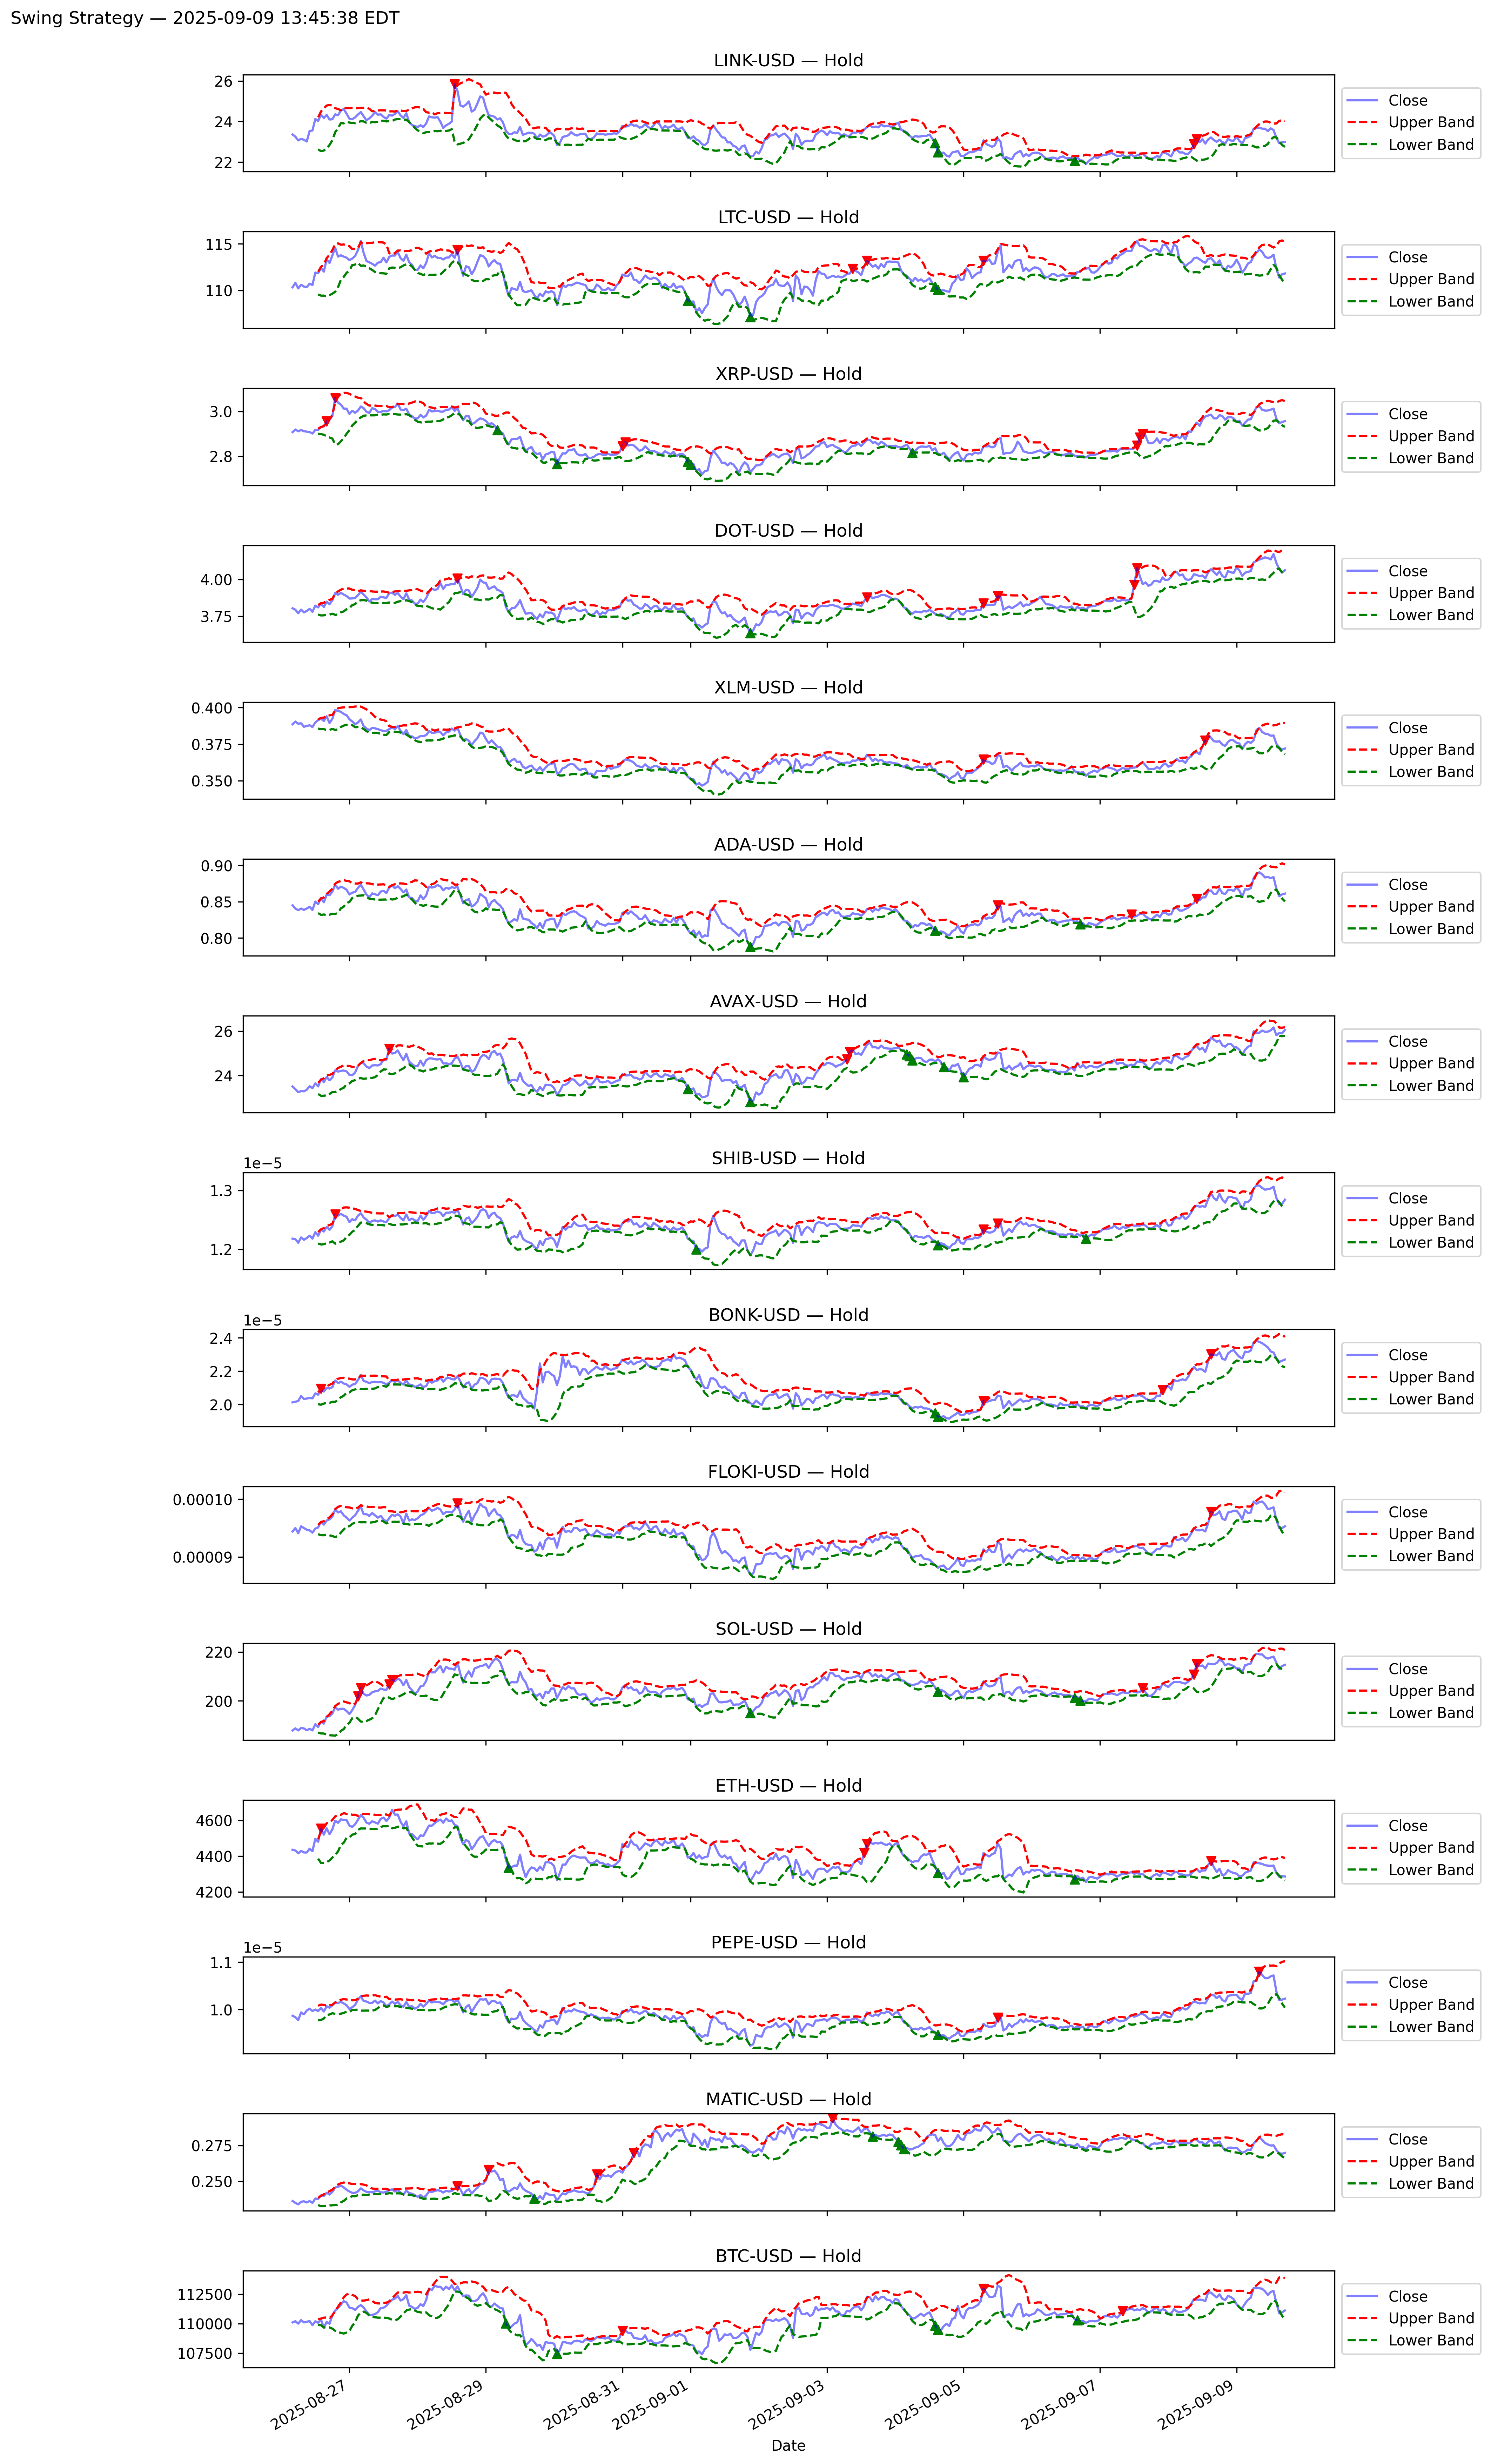 Swing Strategy — 2025-09-09 13:45:38 EDT
LINK-USD — Hold
26
24
22
Close
Upper Band
Lower Band
LTC-USD — Hold
115
110
Close
Upper Band
Lower Band
XRP-USD — Hold
3.0
2.8
Close
Upper Band
Lower Band
DOT-USD — Hold
4.00
3.75
Close
Upper Band
Lower Band
XLM-USD — Hold
0.400
0.375
0.350
Close
Upper Band
Lower Band
ADA-USD — Hold
0.90
0.85
0.80
Close
Upper Band
Lower Band
AVAX-USD — Hold
26
24
Close
Upper Band
Lower Band
SHIB-USD — Hold
1e−5
1.3
1.2
Close
Upper Band
Lower Band
BONK-USD — Hold
1e−5
2.4
2.2
2.0
Close
Upper Band
Lower Band
FLOKI-USD — Hold
0.00010
0.00009
Close
Upper Band
Lower Band
SOL-USD — Hold
220
200
Close
Upper Band
Lower Band
ETH-USD — Hold
4600
4400
4200
Close
Upper Band
Lower Band
PEPE-USD — Hold
1e−5
1.1
1.0
Close
Upper Band
Lower Band
MATIC-USD — Hold
0.275
0.250
Close
Upper Band
Lower Band
BTC-USD — Hold
112500
110000
107500
Close
Upper Band
Lower Band
2025-08-27
2025-08-29
2025-08-31
2025-09-01
2025-09-03
2025-09-05
2025-09-07
2025-09-09
Date